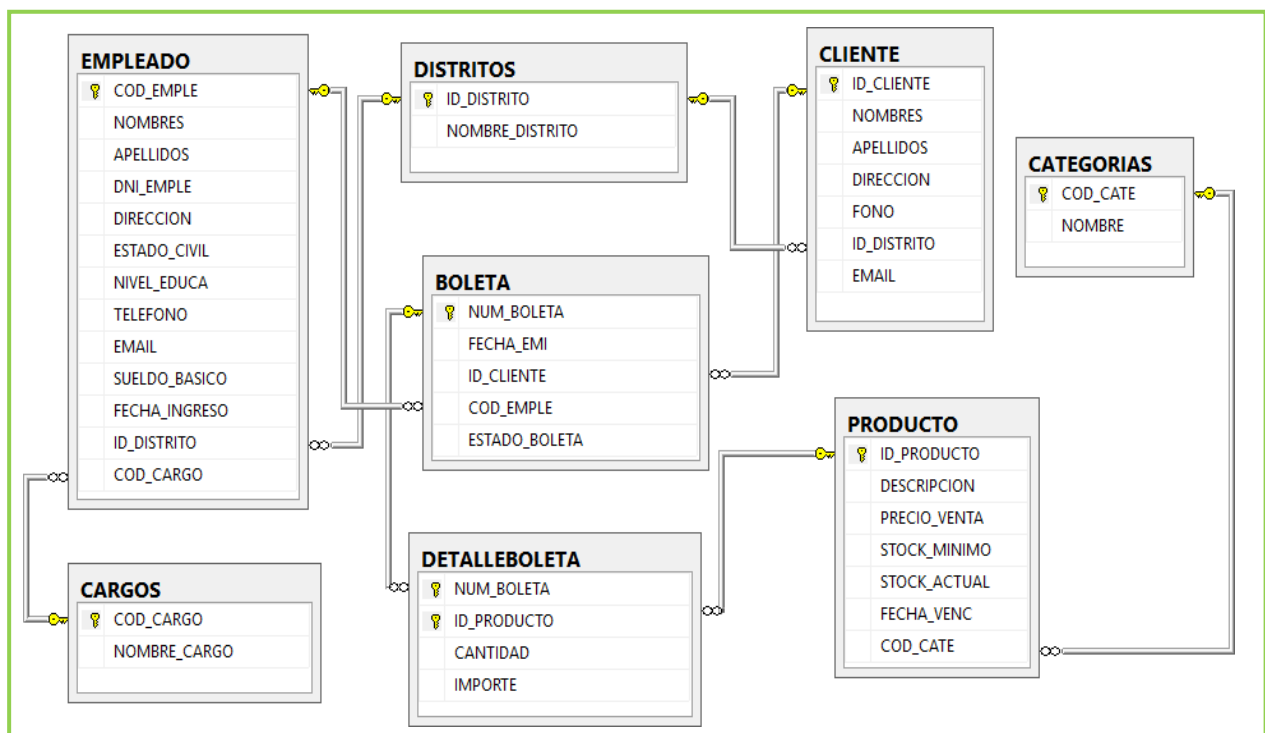 EMPLEADO
COD_EMPLE
NOMBRES
APELLIDOS
DNI_EMPLE
DIRECCION
ESTADO_CIVIL
NIVEL_EDUCA
TELEFONO
EMAIL
SUELDO_BASICO
FECHA_INGRESO
ID_DISTRITO
COD_CARGO
DISTRITOS
ID_DISTRITO
NOMBRE_DISTRITO
CLIENTE
ID_CLIENTE
NOMBRES
APELLIDOS
DIRECCION
FONO
ID_DISTRITO
EMAIL
CATEGORIAS
COD_CATE
NOMBRE
BOLETA
NUM_BOLETA
FECHA_EMI
ID_CLIENTE
COD_EMPLE
ESTADO_BOLETA
PRODUCTO
ID_PRODUCTO
DESCRIPCION
PRECIO_VENTA
STOCK_MINIMO
STOCK_ACTUAL
FECHA_VENC
COD_CATE
CARGOS
COD_CARGO
NOMBRE_CARGO
DETALLEBOLETA
NUM_BOLETA
ID_PRODUCTO
CANTIDAD
IMPORTE